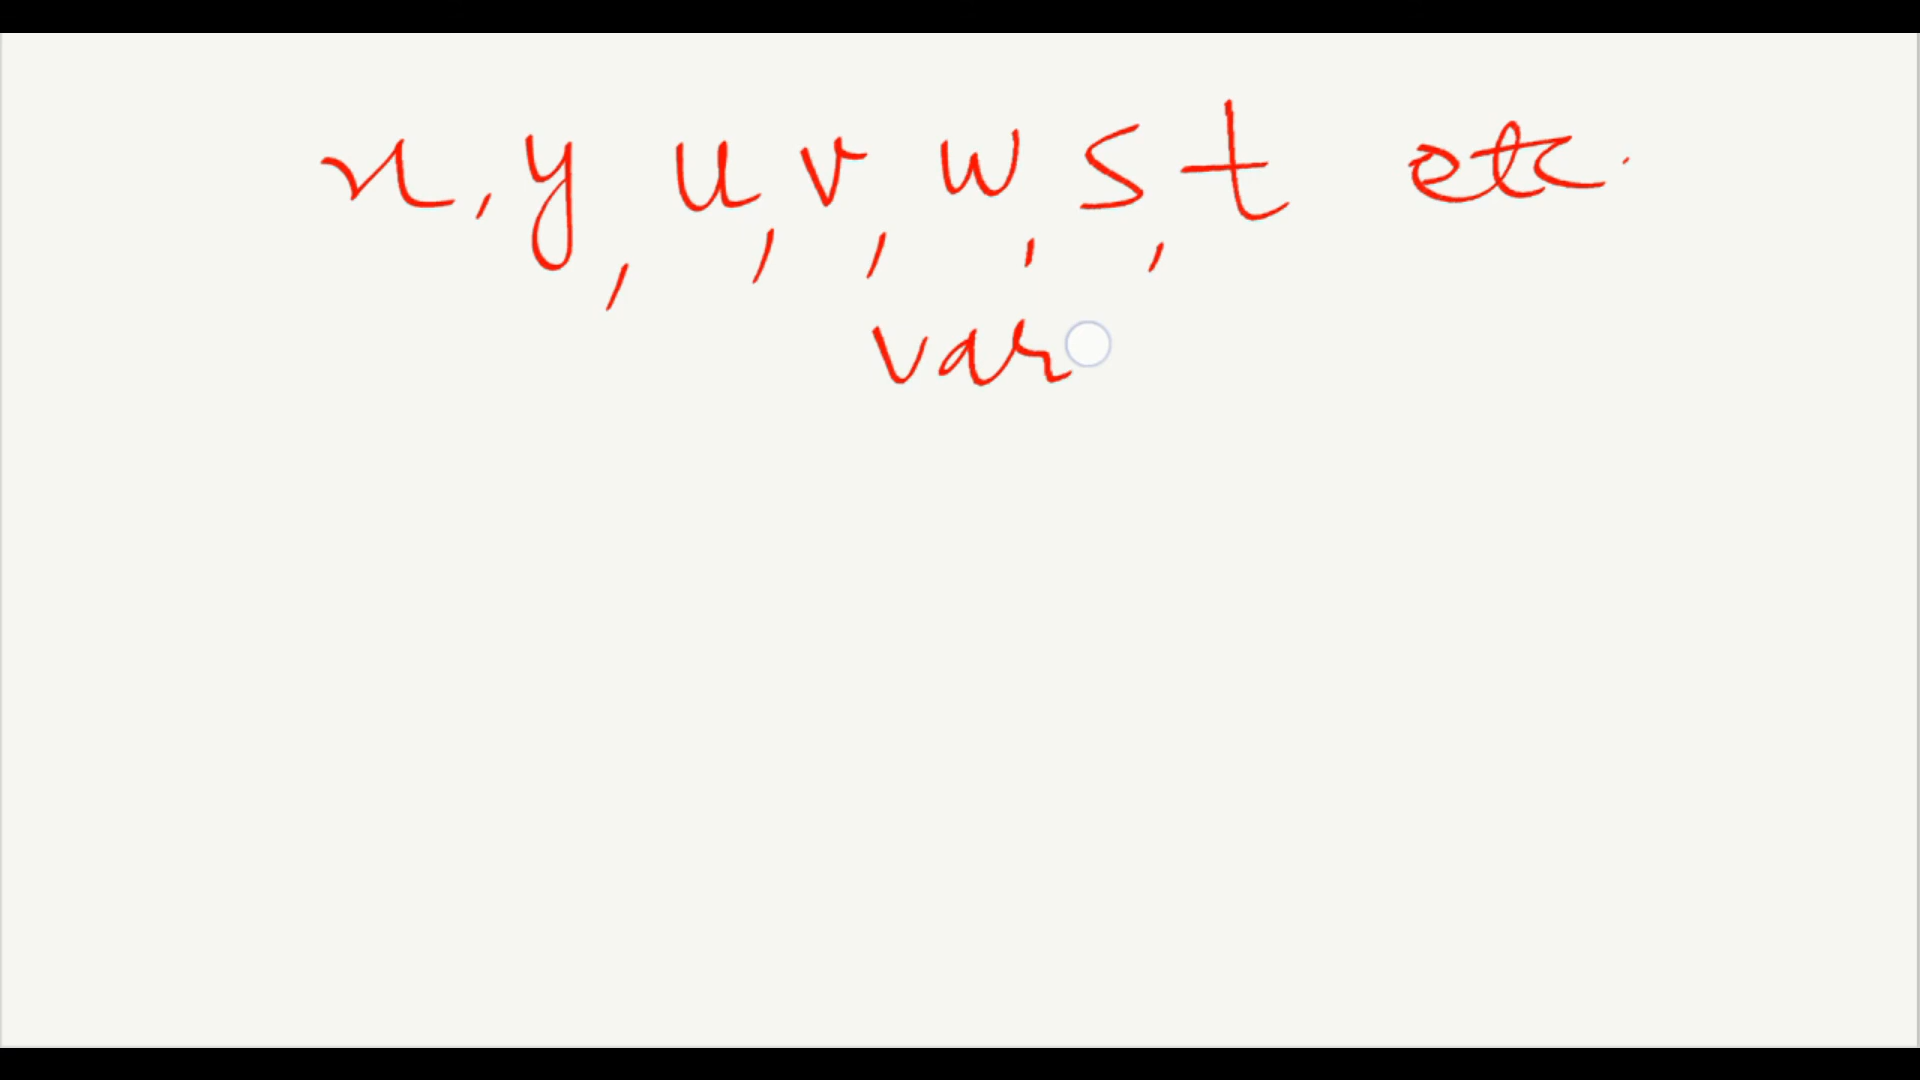 x, y, u, v, w, s, t etc.
var